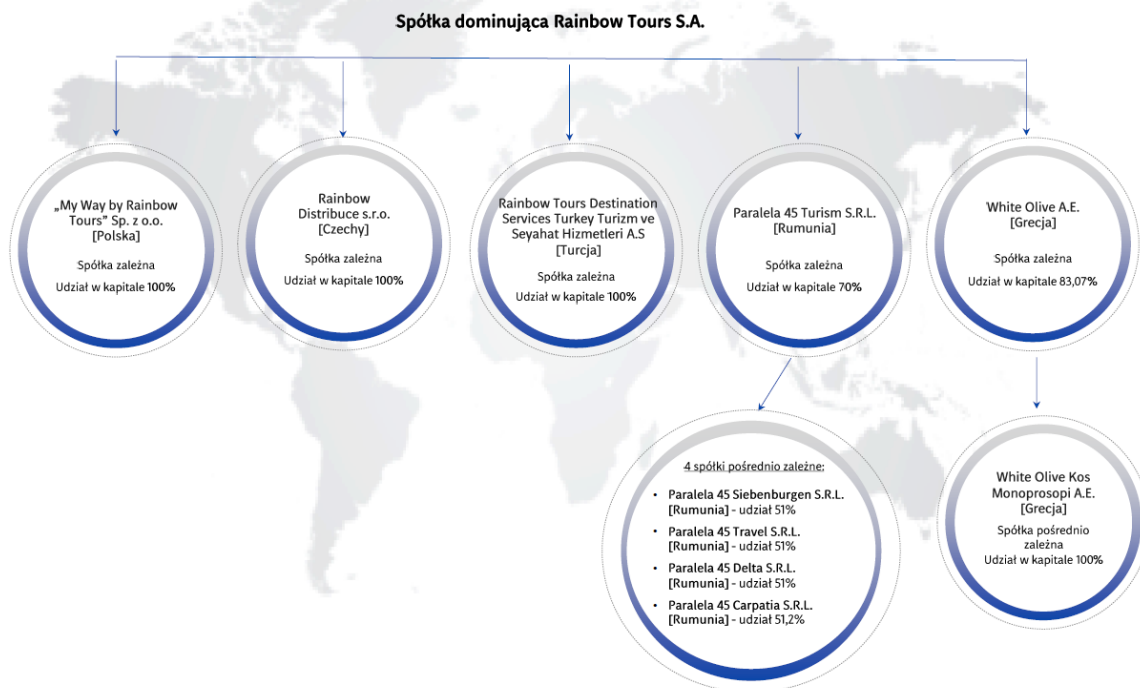 Spółka dominująca Rainbow Tours S.A.
„My Way by Rainbow
Tours” Sp. z o.o.
[Polska]
Spółka zależna
Udział w kapitale 100%
Rainbow
Distribuce s.r.o.
[Czechy]
Spółka zależna
Udział w kapitale 100%
Rainbow Tours Destination
Services Turkey Turizm ve
Seyahat Hizmetleri A.S
[Turcja]
Spółka zależna
Udział w kapitale 100%
Paralela 45 Turism S.R.L.
[Rumunia]
Spółka zależna
Udział w kapitale 70%
White Olive A.E.
[Grecja]
Spółka zależna
Udział w kapitale 83,07%
4 spółki pośrednio zależne:
• Paralela 45 Siebenburgen S.R.L.
[Rumunia] - udział 51%
• Paralela 45 Travel S.R.L.
[Rumunia] - udział 51%
• Paralela 45 Delta S.R.L.
[Rumunia] - udział 51%
• Paralela 45 Carpatia S.R.L.
[Rumunia] - udział 51,2%
White Olive Kos
Monoprosopi A.E.
[Grecja]
Spółka pośrednio
zależna
Udział w kapitale 100%